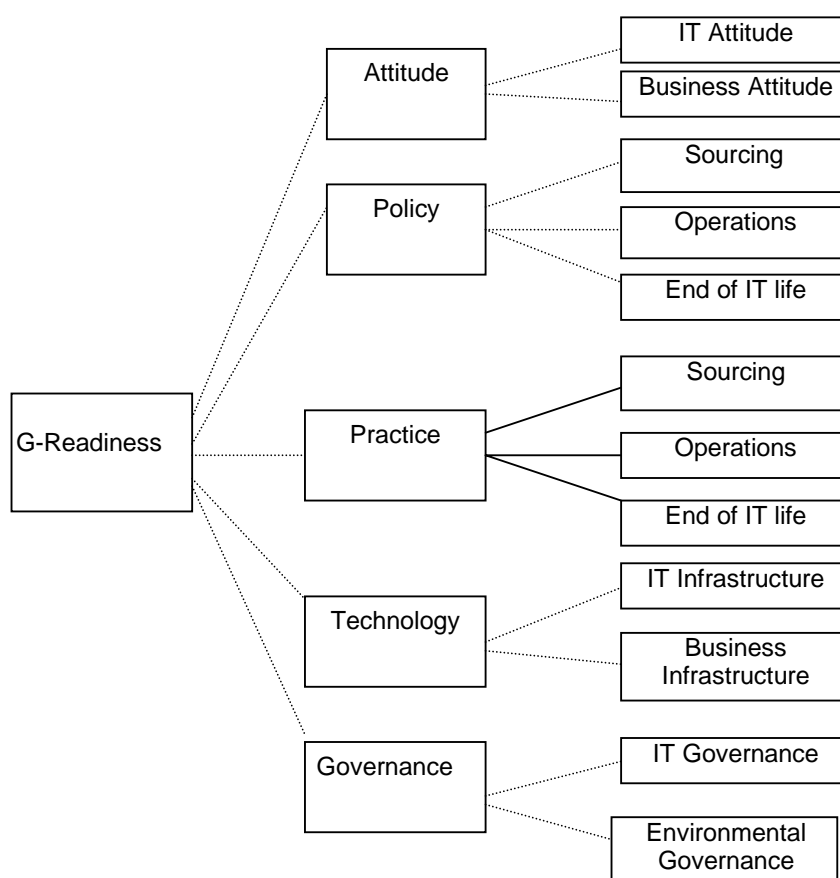 IT Attitude
Attitude
Business Attitude
Sourcing
Policy
Operations
End of IT life
Sourcing
G-Readiness
Practice
Operations
End of IT life
IT Infrastructure
Technology
Business
Infrastructure
IT Governance
Governance
Environmental
Governance